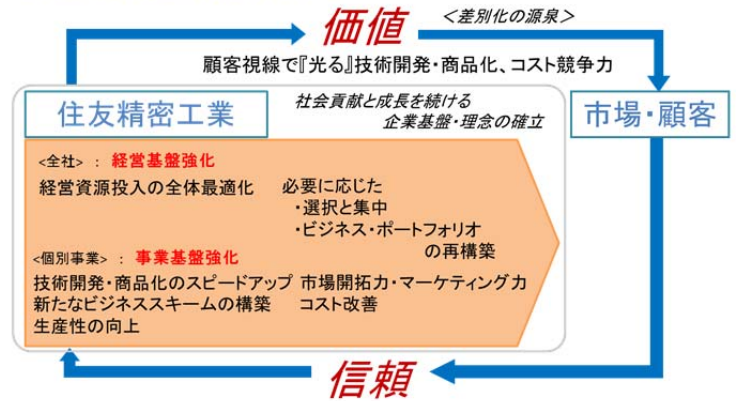 価値 <差別化の源泉>
顧客視線で『光る』技術開発・商品化、コスト競争力
住友精密工業
社会貢献と成長を続ける
企業基盤・理念の確立
市場・顧客
<全社> : 経営基盤強化
経営資源投入の全体最適化
必要に応じた
・選択と集中
・ビジネス・ポートフォリオ
の再構築
<個別事業> : 事業基盤強化
技術開発・商品化のスピードアップ
新たなビジネススキームの構築
生産性の向上
市場開拓力・マーケティング力
コスト改善
信頼